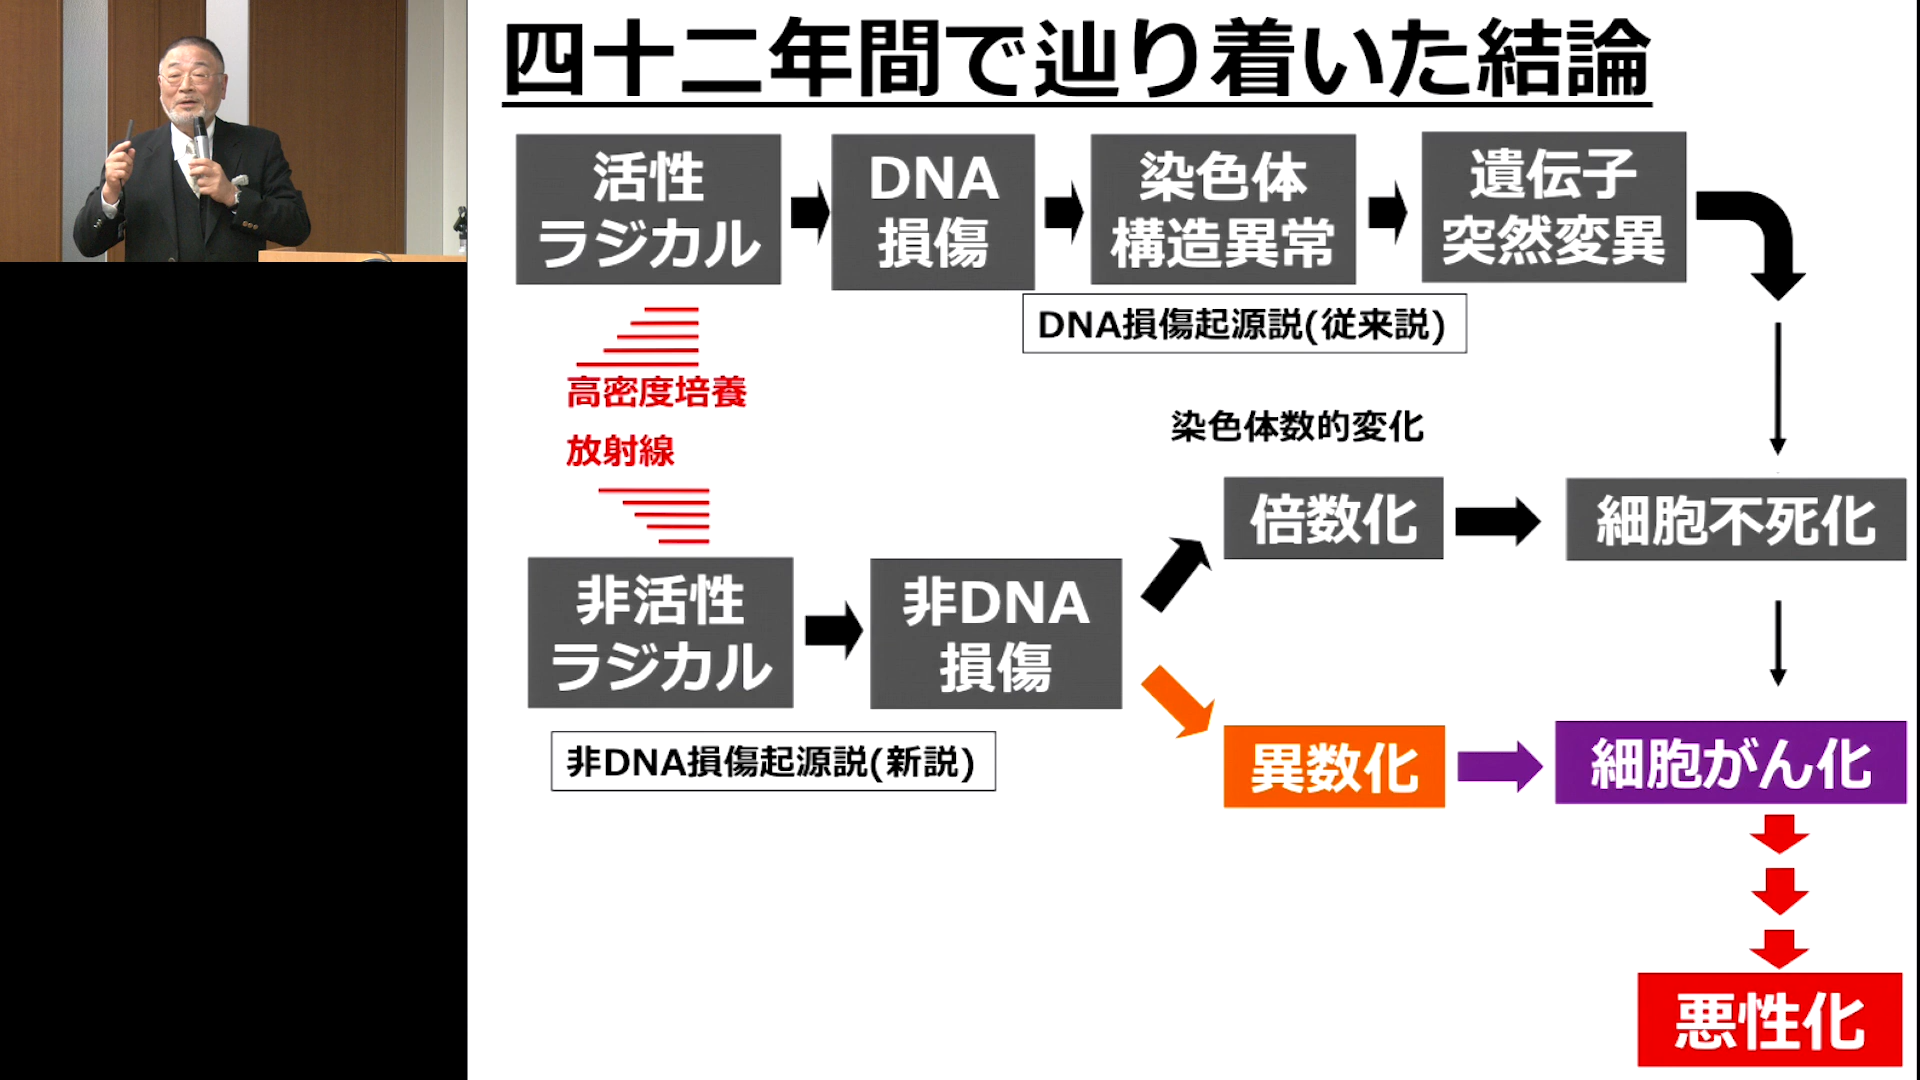 四十二年間で辿り着いた結論
活性
ラジカル
DNA
損傷
染色体
構造異常
遺伝子
突然変異
DNA損傷起源説(従来説)
高密度培養
放射線
染色体数的変化
倍数化
細胞不死化
非活性
ラジカル
非DNA
損傷
非DNA損傷起源説(新説)
異数化
細胞がん化
悪性化